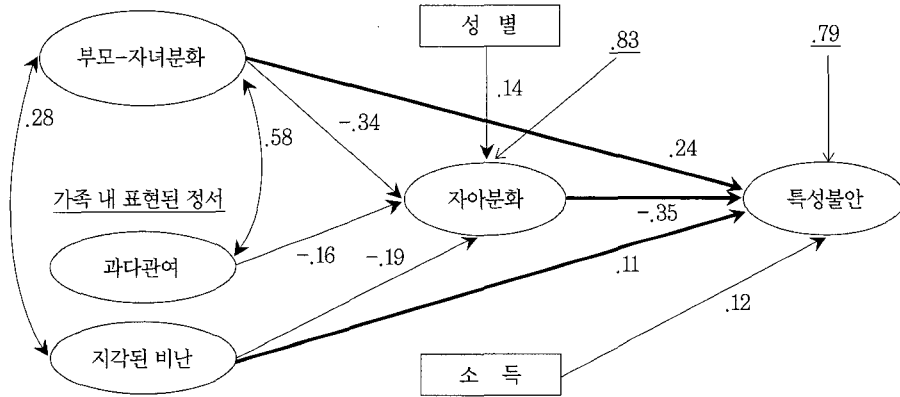 성 별
.83
.79
부모-자녀분화
.14
.28
-.34
.58
.24
가족 내 표현된 정서
자아분화
특성불안
-.35
과다관여
-.16
-.19
.11
.12
지각된 비난
소 득